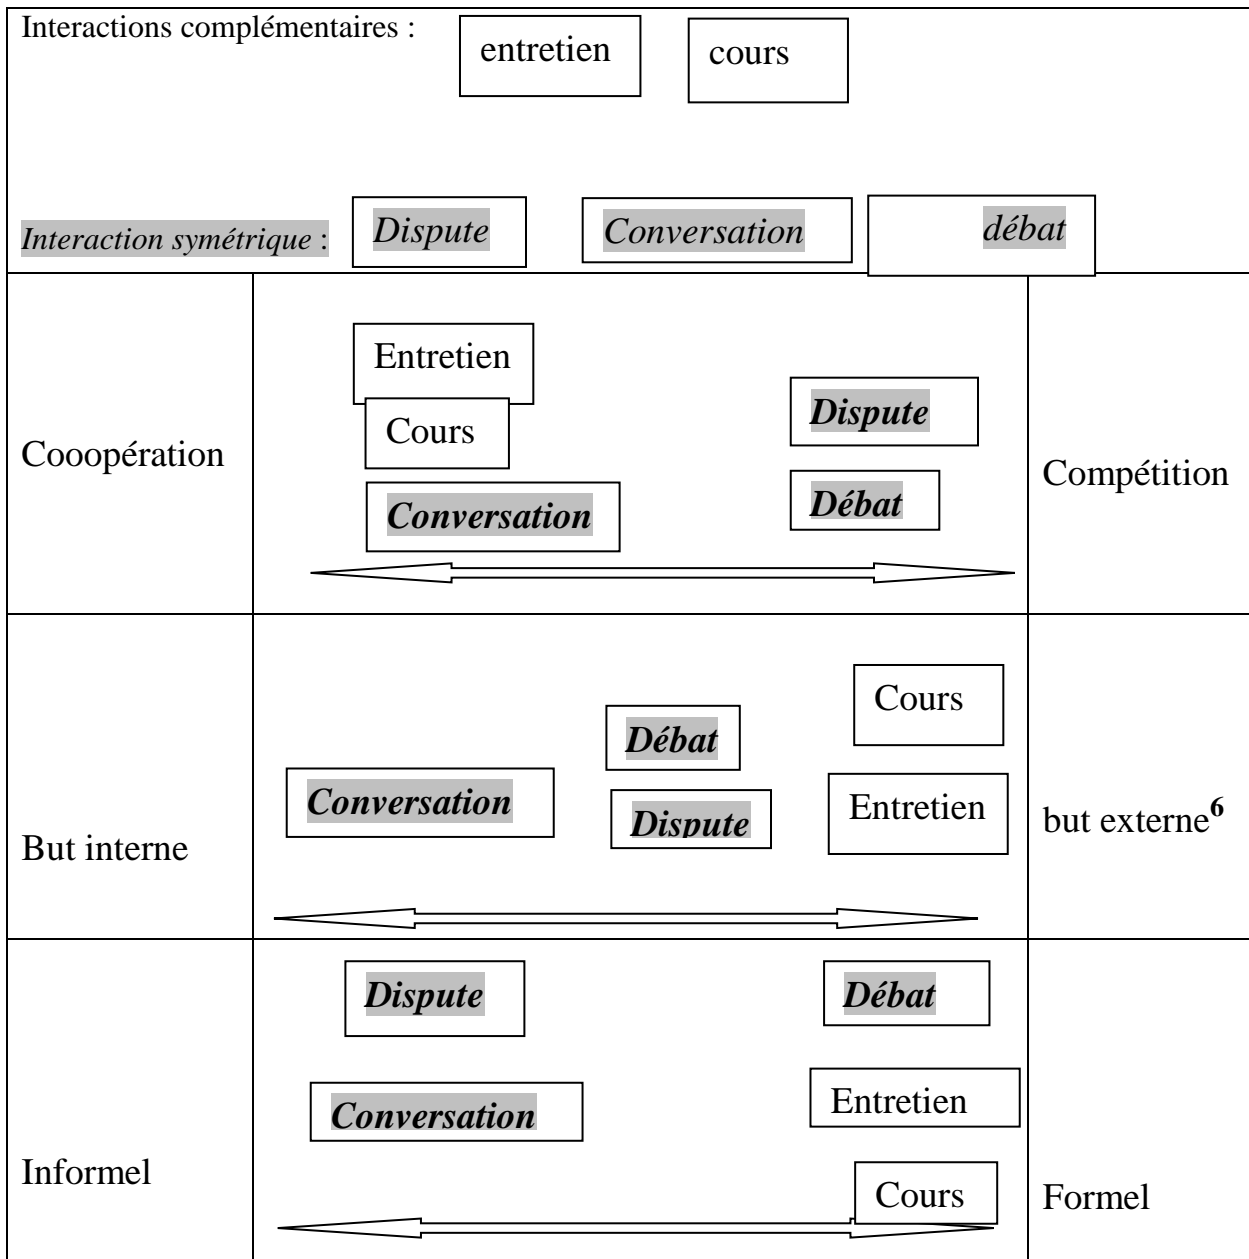 Interactions complémentaires :
entretien
cours
Interaction symétrique :
Dispute
Conversation
débat
Cooopération
Entretien
Cours
Conversation
Dispute
Débat
Compétition
But interne
Conversation
Débat
Dispute
Cours
Entretien
but externe6
Informel
Dispute
Conversation
Débat
Entretien
Cours
Formel